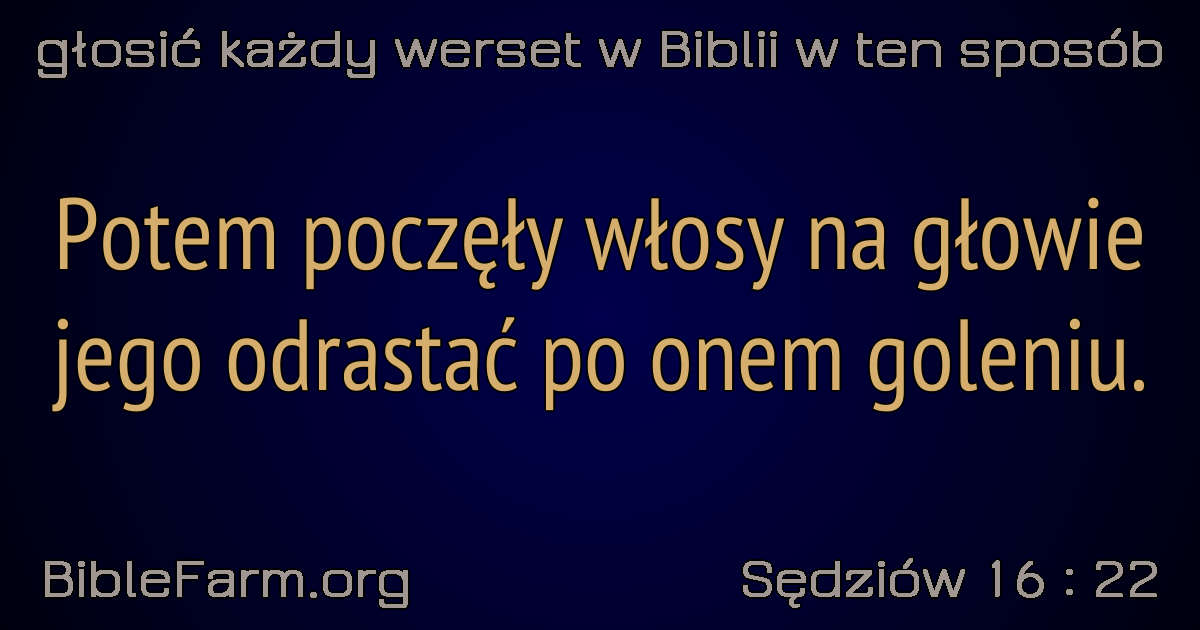 głosić każdy werset w Biblii w ten sposób
Potem poczęły włosy na głowie
jego odrastać po onem goleniu.
BibleFarm.org
Sędziów 16 : 22